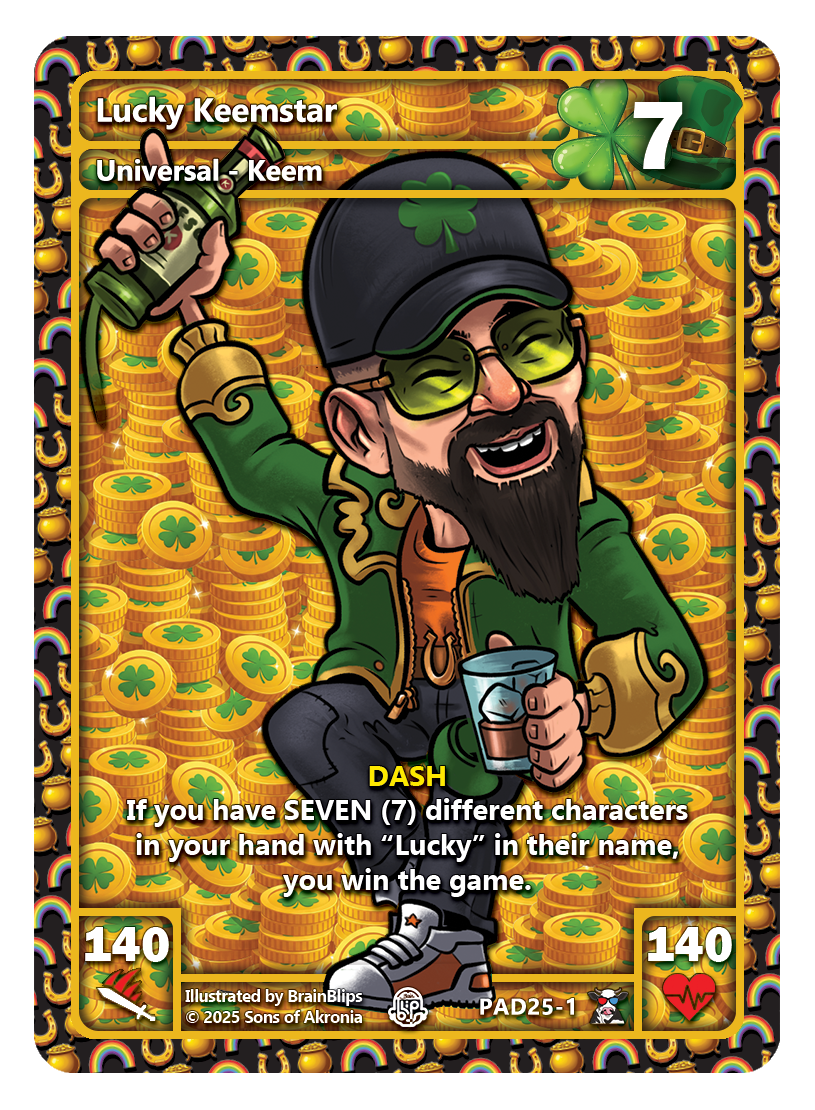 Lucky Keemstar
7
Universal - Keem
DASH
If you have SEVEN (7) different characters
in your hand with “Lucky” in their name,
you win the game.
140
140
Illustrated by BrainBlips
© 2025 Sons of Akronia
blip
PAD25-1